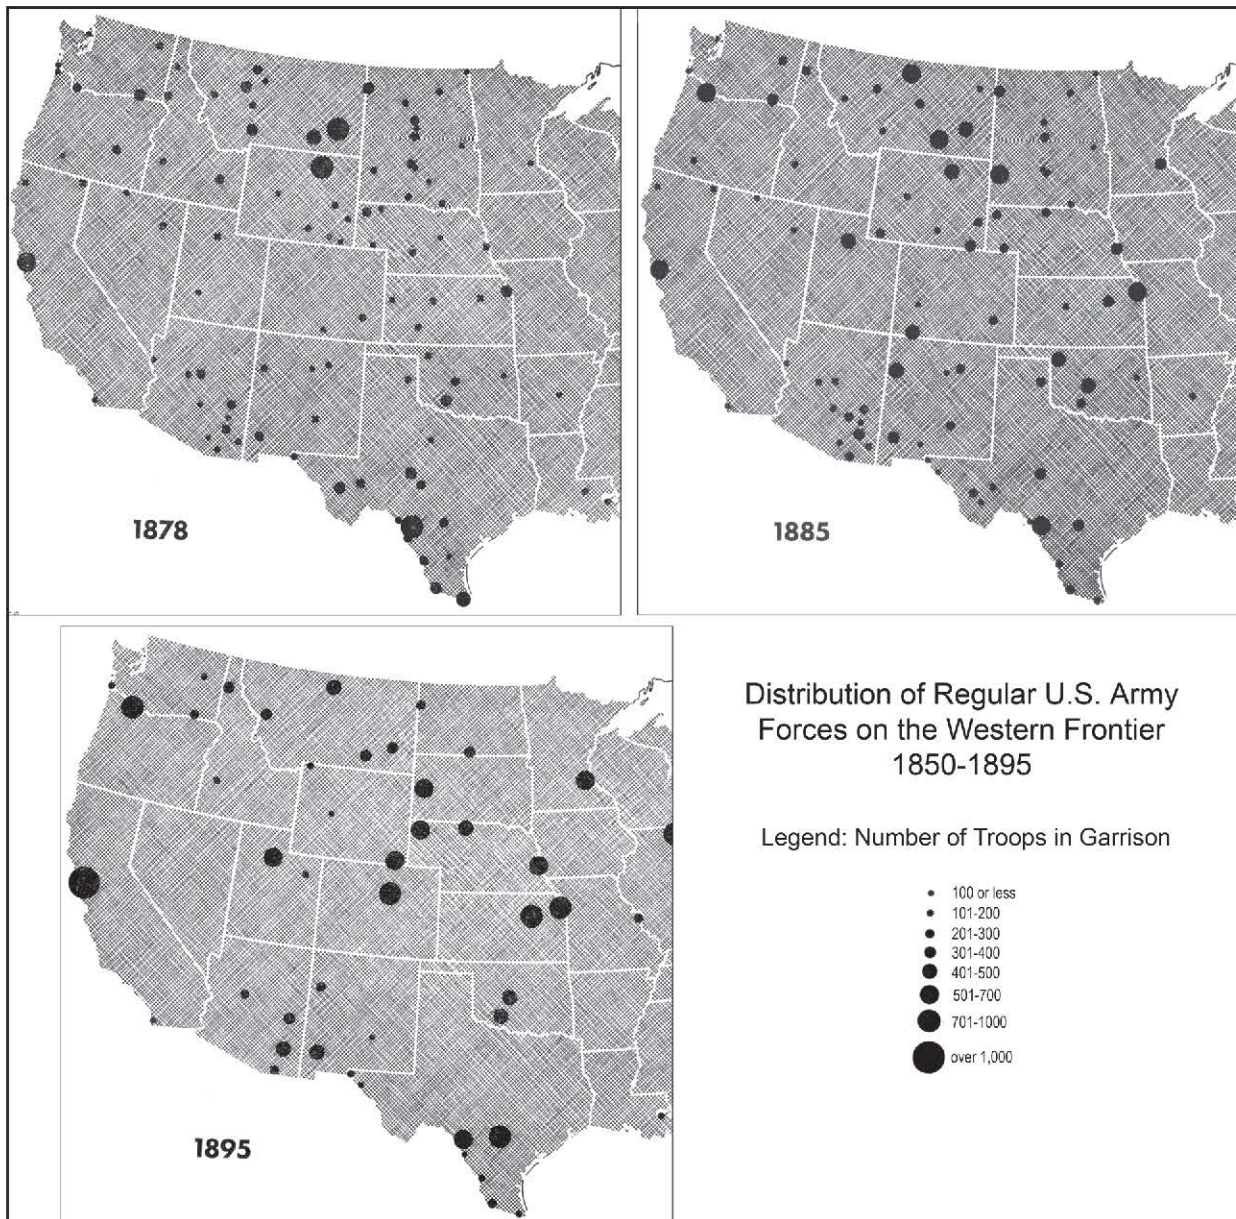 1878
1885
1895
Distribution of Regular U.S. Army
Forces on the Western Frontier
1850-1895
Legend: Number of Troops in Garrison
100 or less
101-200
201-300
301-400
401-500
501-700
701-1000
over 1,000